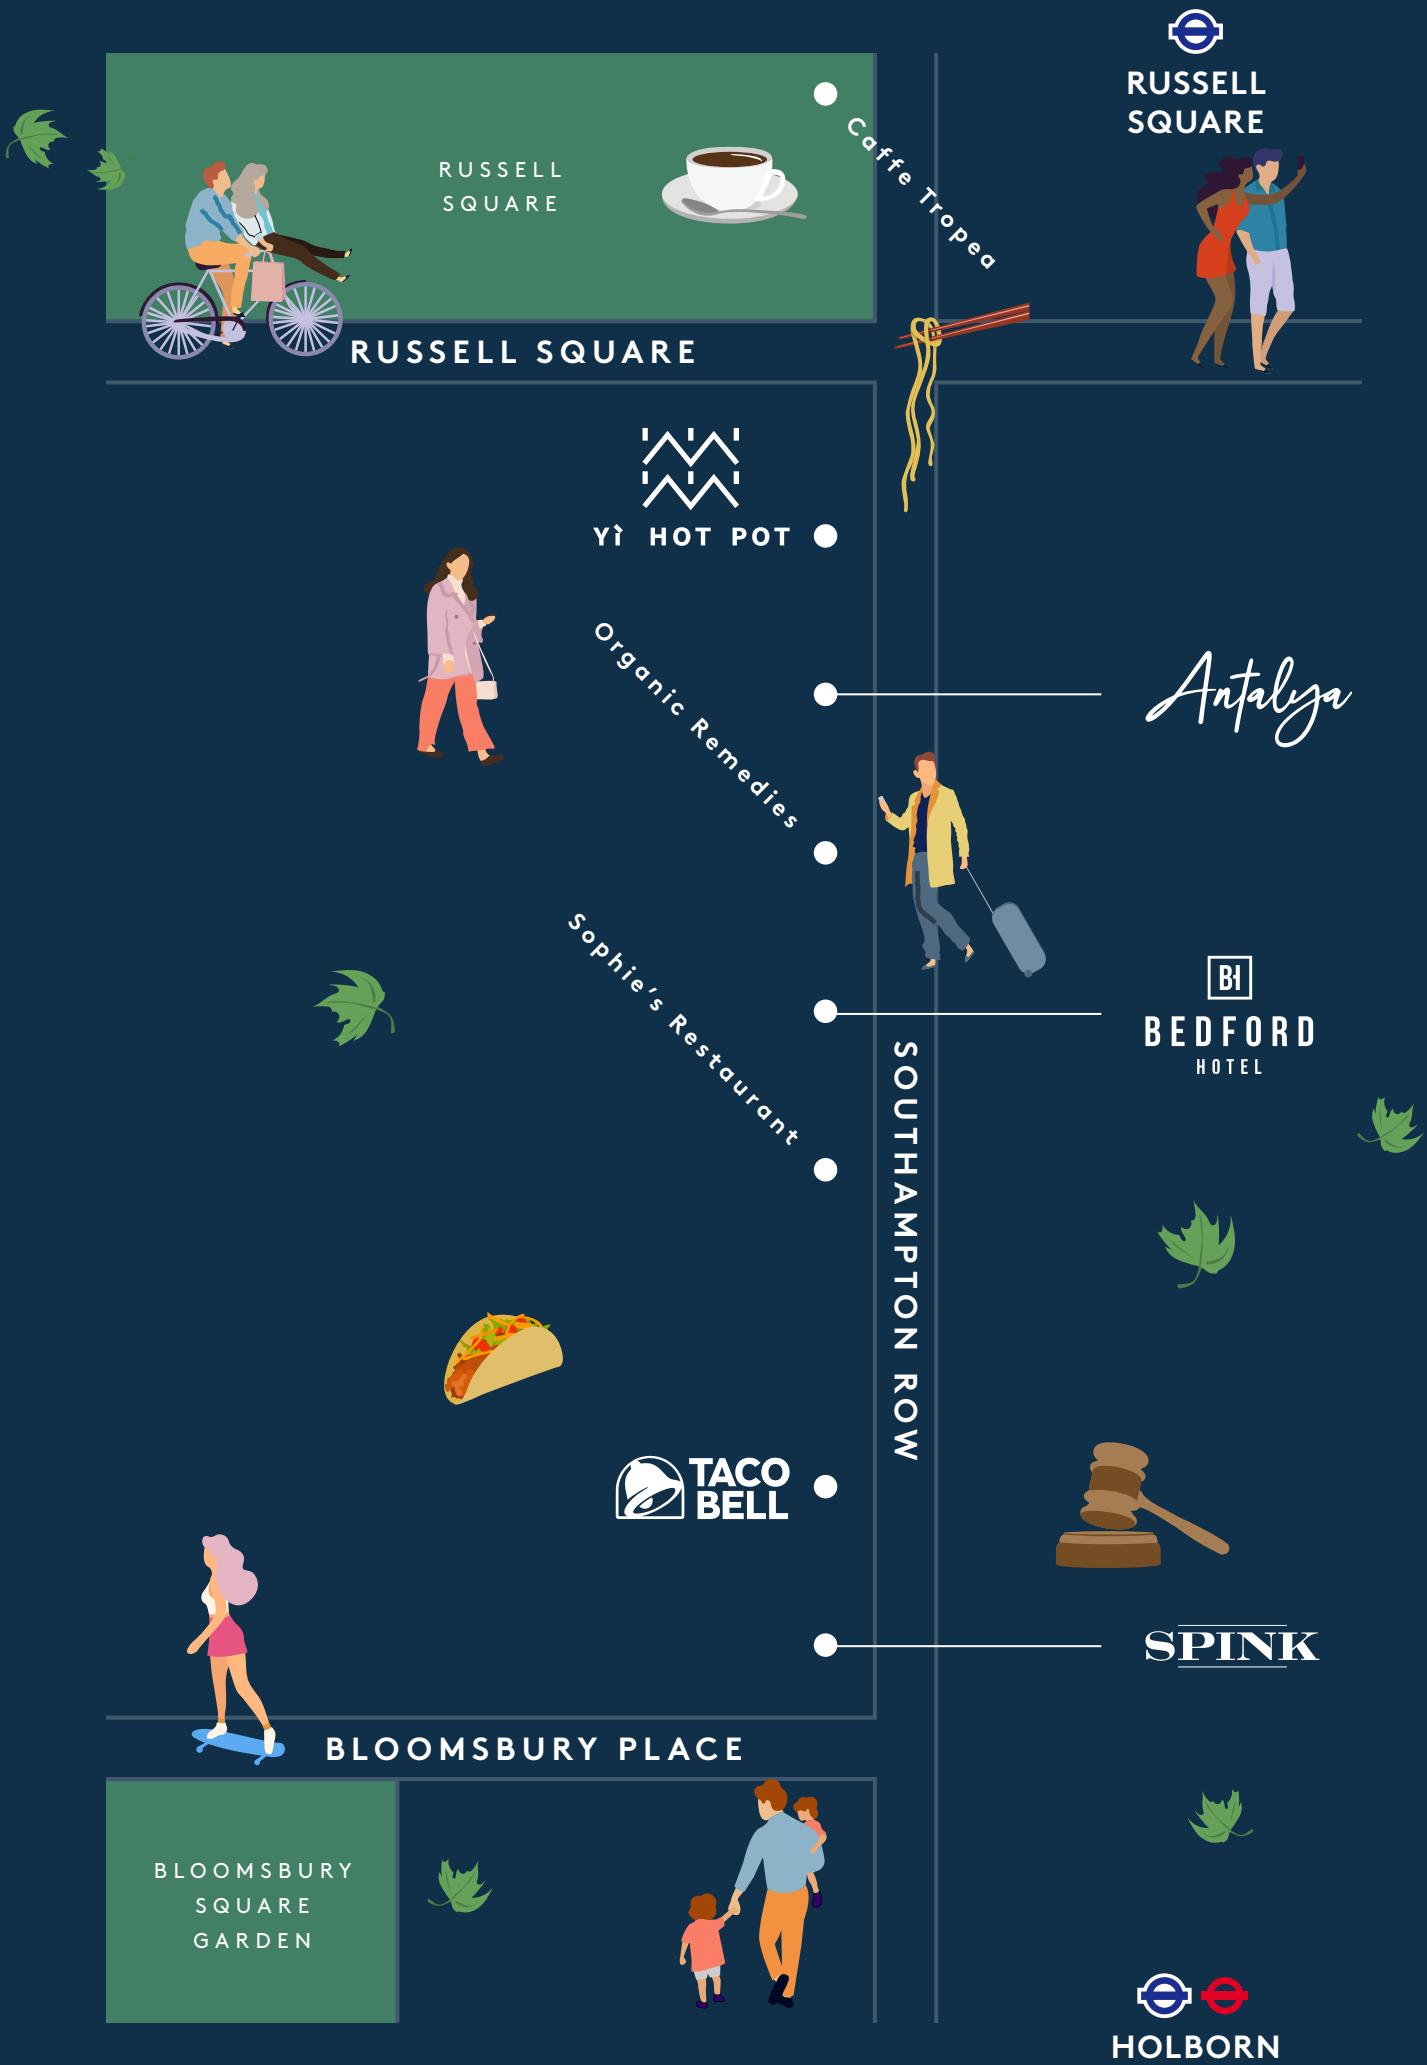 RUSSELL
SQUARE
Caffe Tropea
RUSSELL
SQUARE
RUSSELL SQUARE
Yì HOT POT
Organic Remedies
Antalya
Sophie's Restaurant
BH
BEDFORD
HOTEL
SOUTHAMPTON ROW
TACO
BELL
SPINK
BLOOMSBURY PLACE
BLOOMSBURY
SQUARE
GARDEN
HOLBORN